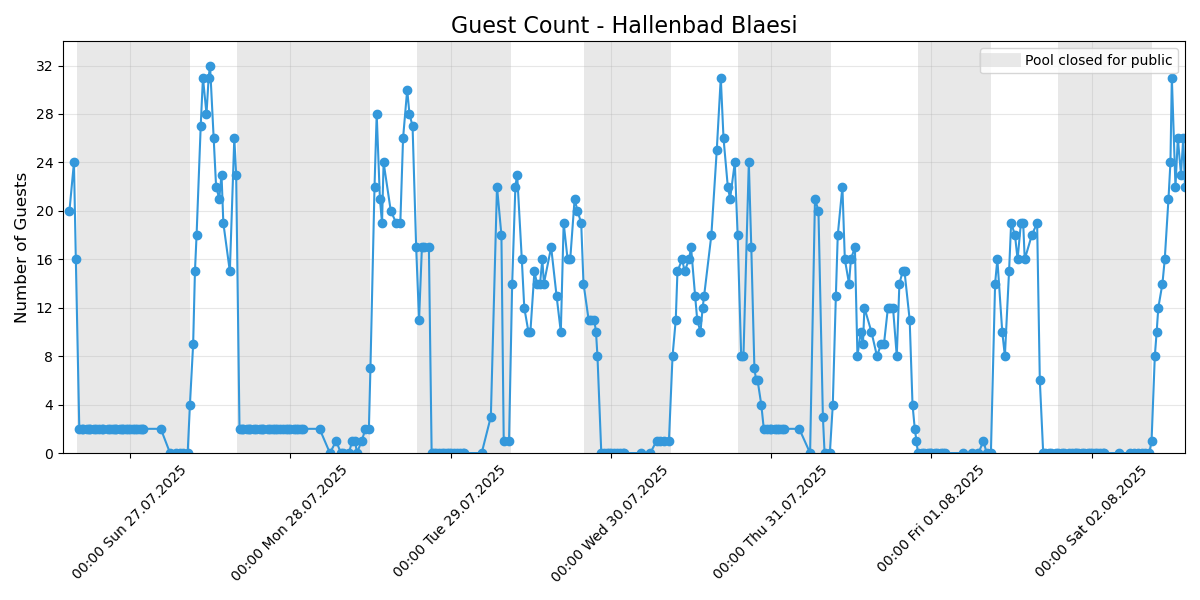 Guest Count - Hallenbad Blaesi
Pool closed for public
Number of Guests
32
28
24
20
16
12
8
4
0
00:00 Sun 27.07.2025
00:00 Mon 28.07.2025
00:00 Tue 29.07.2025
00:00 Wed 30.07.2025
00:00 Thu 31.07.2025
00:00 Fri 01.08.2025
00:00 Sat 02.08.2025